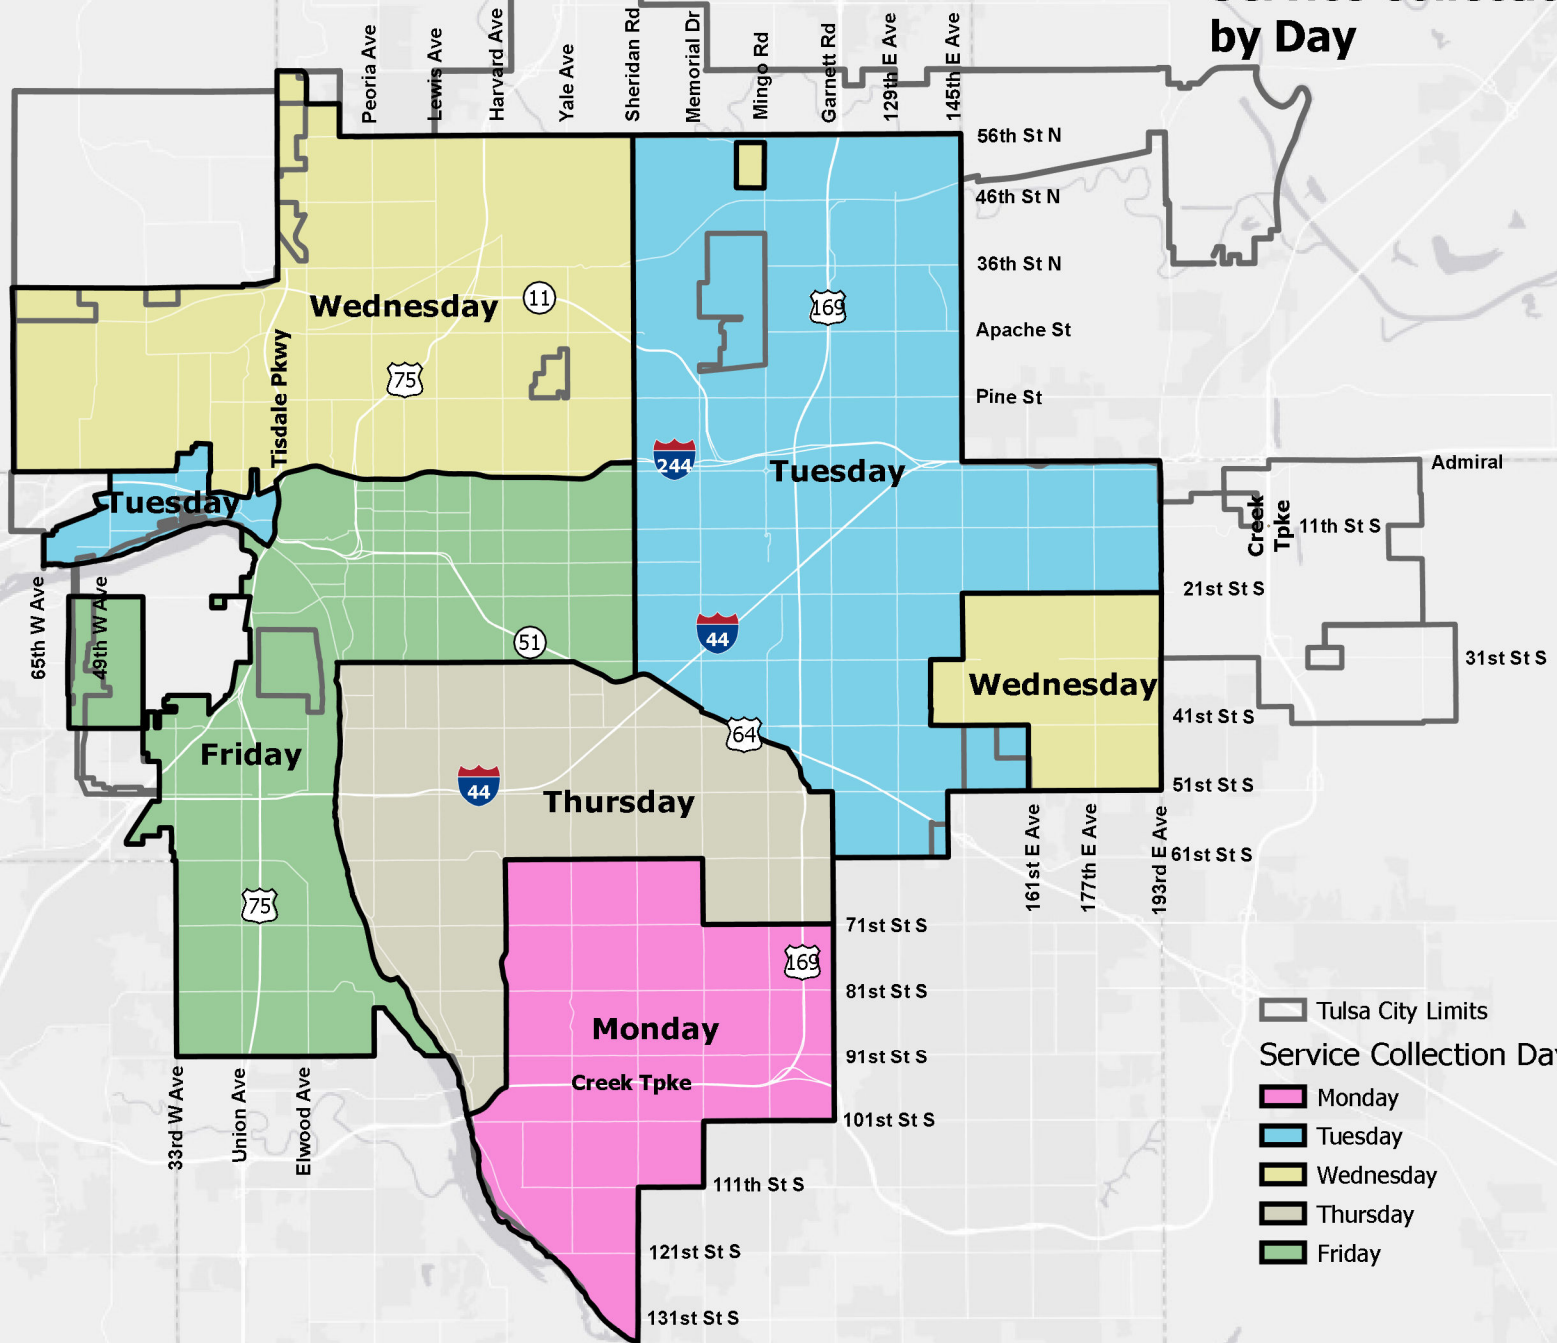 by Day
Peoria Ave
Lewis Ave
Harvard Ave
Yale Ave
Sheridan Rd
Memorial Dr
Mingo Rd
Garnett Rd
129th E Ave
145th E Ave
56th St N
46th St N
36th St N
Apache St
Pine St
Wednesday
11
169
75
Tisdale Pkwy
244
Tuesday
Admiral
Tuesday
Creek
Tpke
11th St S
65th W Ave
49th W Ave
21st St S
51
44
31st St S
Wednesday
41st St S
64
Friday
44
Thursday
51st St S
161st E Ave
177th E Ave
193rd E Ave
61st St S
75
71st St S
169
81st St S
Monday
91st St S
Creek Tpke
101st St S
33rd W Ave
Union Ave
Elwood Ave
111th St S
121st St S
131st St S
Tulsa City Limits
Service Collection Day
Monday
Tuesday
Wednesday
Thursday
Friday